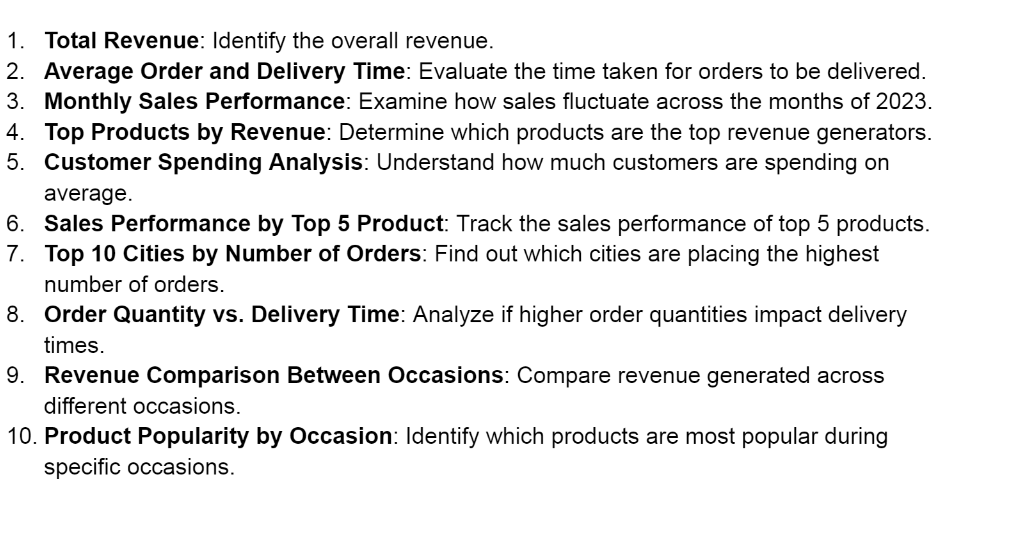 1. Total Revenue: Identify the overall revenue.
2. Average Order and Delivery Time: Evaluate the time taken for orders to be delivered.
3. Monthly Sales Performance: Examine how sales fluctuate across the months of 2023.
4. Top Products by Revenue: Determine which products are the top revenue generators.
5. Customer Spending Analysis: Understand how much customers are spending on
average.
6. Sales Performance by Top 5 Product: Track the sales performance of top 5 products.
7. Top 10 Cities by Number of Orders: Find out which cities are placing the highest
number of orders.
8. Order Quantity vs. Delivery Time: Analyze if higher order quantities impact delivery
times.
9. Revenue Comparison Between Occasions: Compare revenue generated across
different occasions.
10. Product Popularity by Occasion: Identify which products are most popular during
specific occasions.